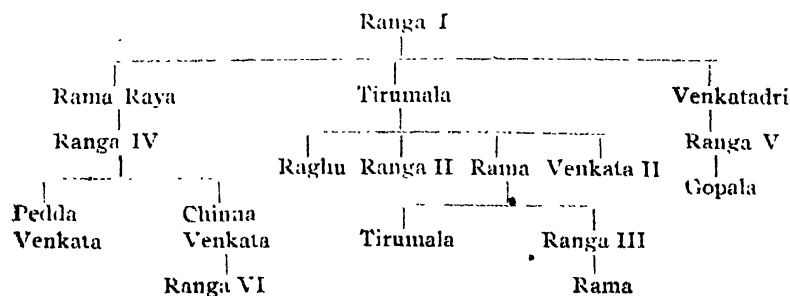 Ranga I
Rama Raya Tirumala Venkatadri
Ranga IV Ranga V
Raghu Ranga II Rama Venkata II
Gopala
Pedda Chinna
Venkata Venkata Tirumala Ranga III
Ranga VI Rama